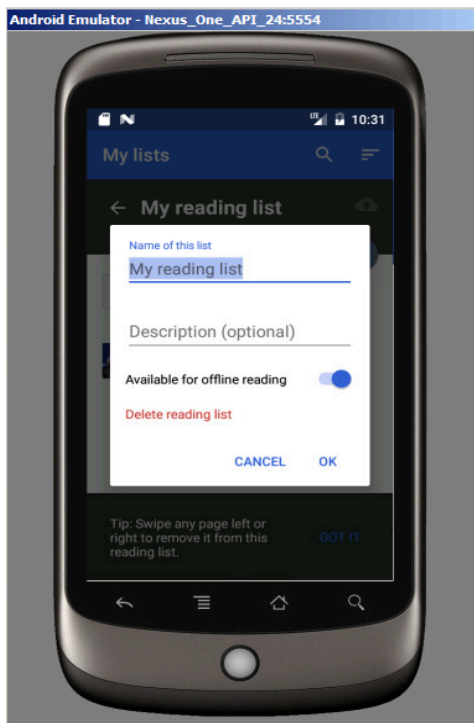 Android Emulator - Nexus_One_API_24:5554
LTE 10:31
My lists
My reading list
Name of this list
My reading list
Description (optional)
Available for offline reading
Delete reading list
CANCEL OK
Tip: Swipe any page left or
right to remove it from this
reading list.
GOT IT